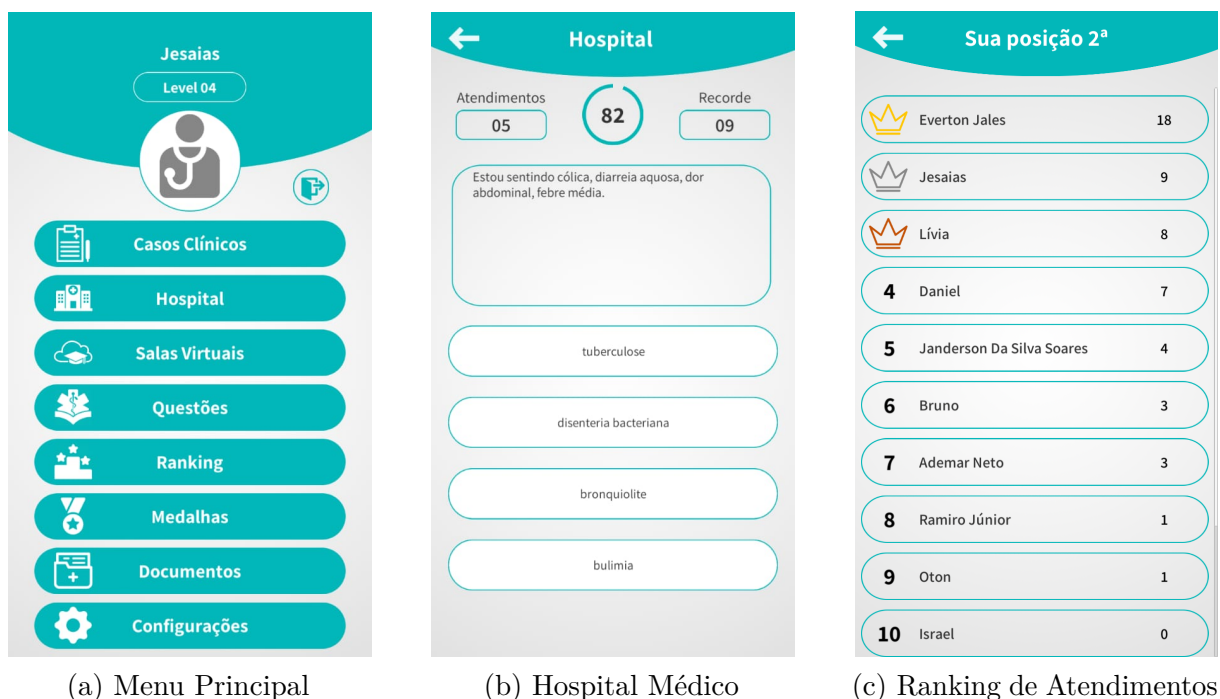 Jesaias
Level 04
Casos Clínicos
Hospital
Salas Virtuais
Questões
Ranking
Medalhas
Documentos
Configurações
(a) Menu Principal
Hospital
Atendimentos
05
82
Recorde
09
Estou sentindo cólica, diarreia aquosa, dor
abdominal, febre média.
tuberculose
disenteria bacteriana
bronquiolite
bulimia
(b) Hospital Médico
Sua posição 2ª
Everton Jales 18
Jesaias 9
Lívia 8
4 Daniel 7
5 Janderson Da Silva Soares 4
6 Bruno 3
7 Ademar Neto 3
8 Ramiro Júnior 1
9 Oton 1
10 Israel 0
(c) Ranking de Atendimentos